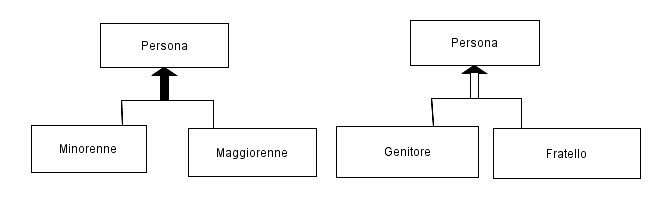 Persona
Minorenne
Maggiorenne
Persona
Genitore
Fratello